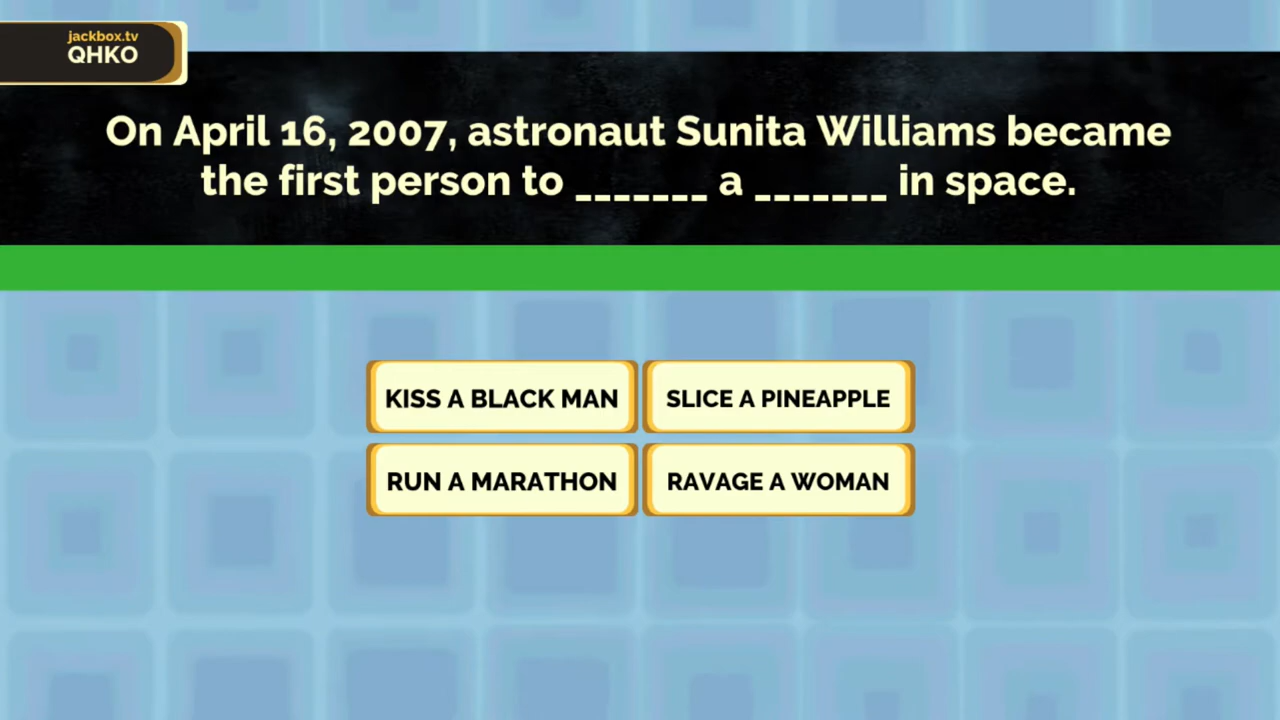 jackbox.tv
QHKO
On April 16, 2007, astronaut Sunita Williams became
the first person to _______ a _______ in space.
KISS A BLACK MAN
SLICE A PINEAPPLE
RUN A MARATHON
RAVAGE A WOMAN